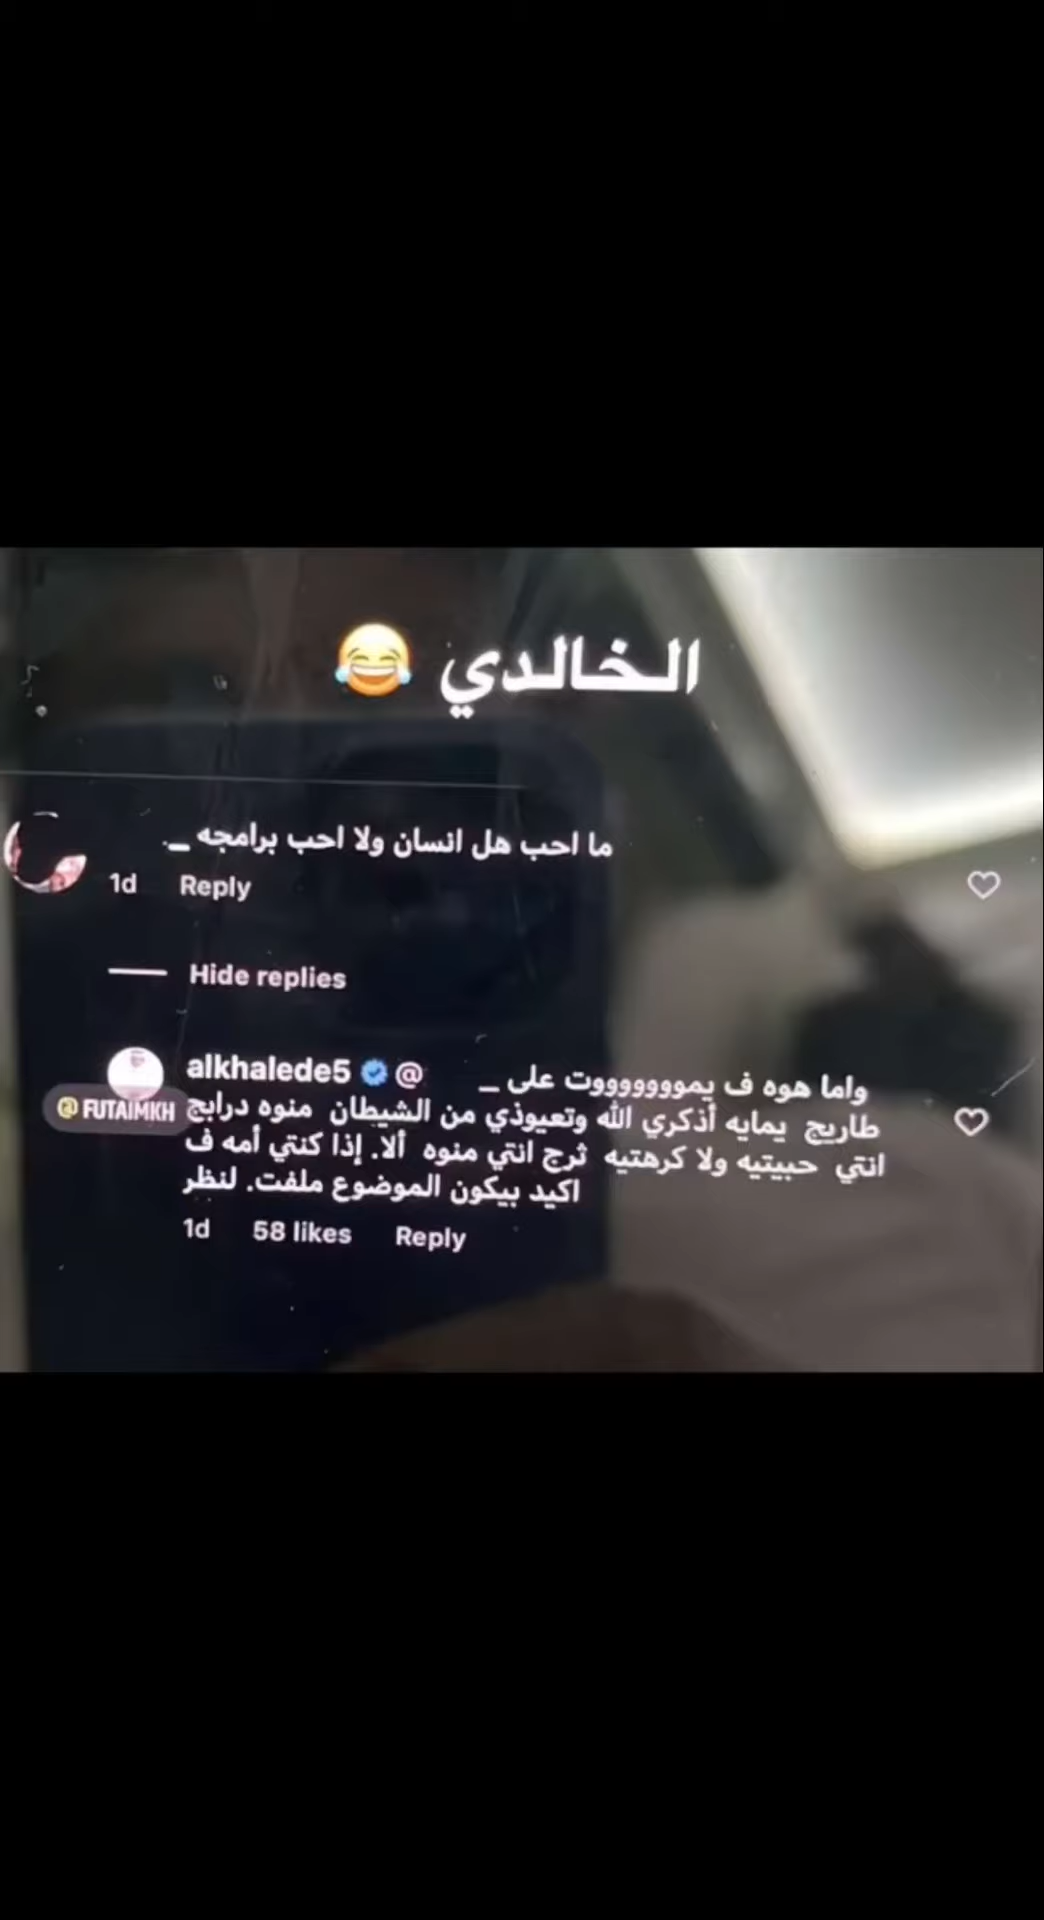 الخالدي 😂
ما احب هل انسان ولا احب برامجه _
1d Reply
Hide replies
alkhalede5 @ _ واما هوه ف يمووووووووت على
@FUTAIMKH
طاريج يمايه أذكري الله وتعيوذي من الشيطان منوه درابج
انتي حبيتيه ولا كرهتيه ثرج انتي منوه ألا. إذا كنتي أمه ف
اكيد بيكون الموضوع ملفت. لنظر
1d 58 likes Reply